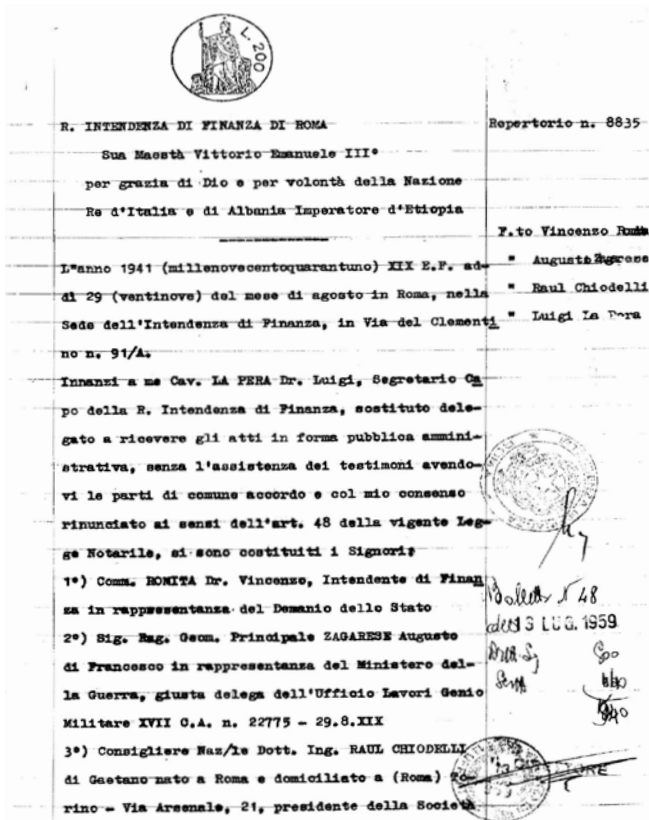 L. 200
R. INTENDENZA DI FINANZA DI ROMA
Sua Maestà Vittorio Emanuele III°
per grazia di Dio e per volontà della Nazione
Re d'Italia e di Albania Imperatore d'Etiopia
L'anno 1941 (millenovecentoquarantuno) XIX E.F. ad-
dì 29 (ventinove) del mese di agosto in Roma, nella
Sede dell'Intendenza di Finanza, in Via del Clementi
no n. 91/A.
Innanzi a me Cav. LA PERA Dr. Luigi, Segretario Ca
po della R. Intendenza di Finanza, sostituto dele-
gato a ricevere gli atti in forma pubblica ammini-
strativa, senza l'assistenza dei testimoni avendo-
vi le parti di comune accordo e col mio consenso
rinunciato ai sensi dell'art. 48 della vigente Leg-
ge Notarile, si sono costituiti i Signori:
1°) Comm. ROMITA Dr. Vincenzo, Intendente di Finan
za in rappresentanza del Demanio dello Stato
2°) Sig. Rag. Geom. Principale ZAGARESE Augusto
di Francesco in rappresentanza del Ministero del-
la Guerra, giusta delega dell'Ufficio Lavori Genio
Militare XVII C.A. n. 22775 - 29.8.XIX
3°) Consigliere Naz/le Dott. Ing. RAUL CHIODELLI
di Gaetano nato a Roma e domiciliato a (Roma) To-
rino - Via Arsenale, 21, presidente della Società
Repertorio n. 8835
F.to Vincenzo Romita
" Augusto Zagarese
" Raul Chiodelli
" Luigi La Pera
N 48
del 13 LUG. 1959